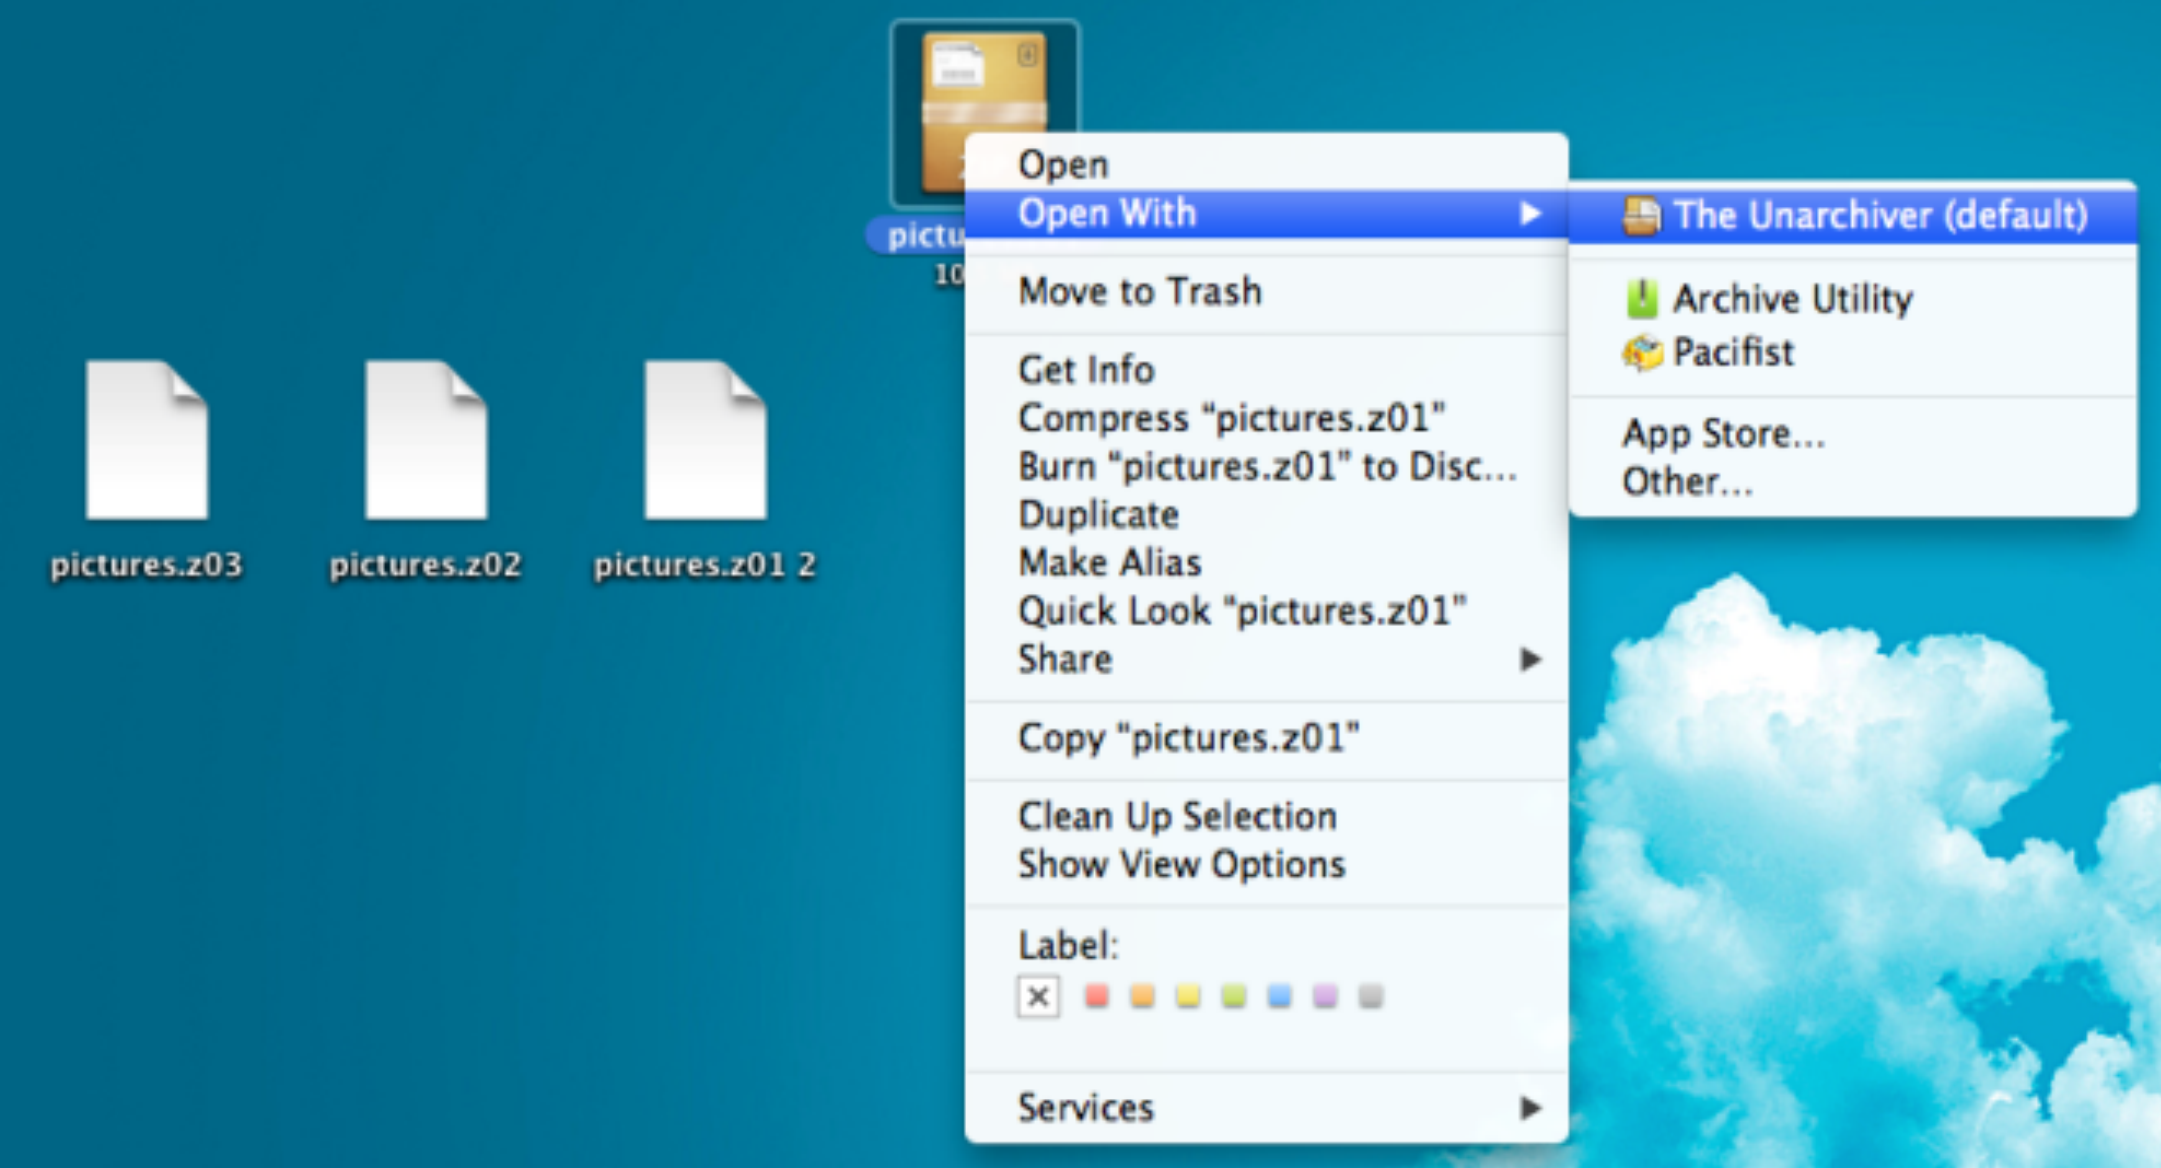 pictu
10
Open
Open With
The Unarchiver (default)
Move to Trash
Archive Utility
Pacifist
Get Info
Compress “pictures.z01”
App Store...
Burn “pictures.z01” to Disc...
Other...
Duplicate
pictures.z03
pictures.z02
pictures.z01 2
Make Alias
Quick Look “pictures.z01”
Share
Copy “pictures.z01”
Clean Up Selection
Show View Options
Label:
Services